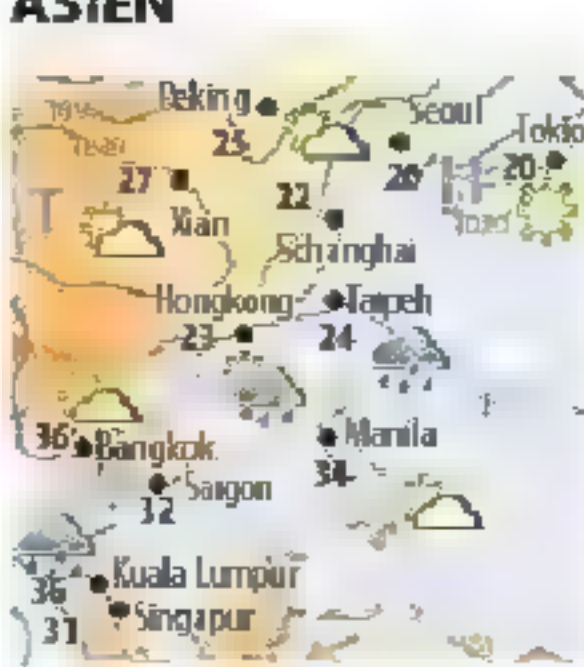 ASIEN
Peking
25
Seoul
20
Tokio
20
27
Xian
22
Schanghai
T
Hongkong
23
Taipeh
24
36
Bangkok
Manila
34
Saigon
32
Kuala Lumpur
36
Singapur
31